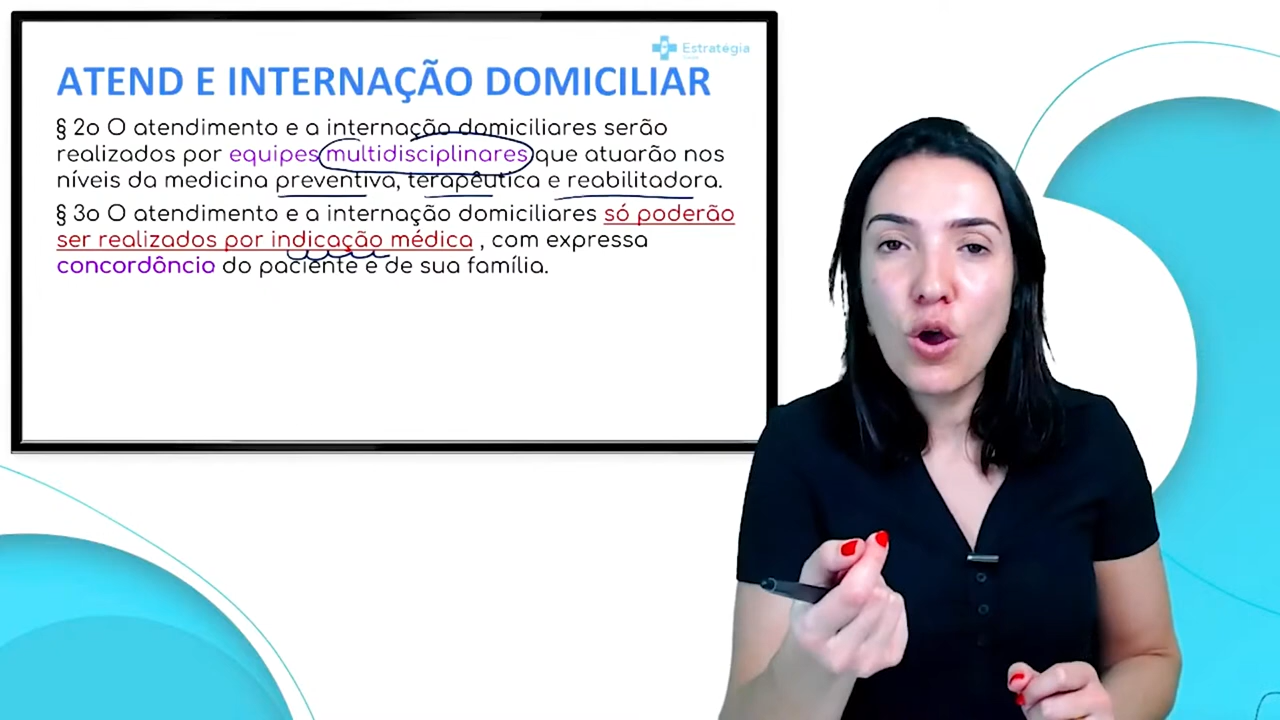 Estratégia
ATEND E INTERNAÇÃO DOMICILIAR
§ 2o O atendimento e a internação domiciliares serão
realizados por equipes multidisciplinares que atuarão nos
níveis da medicina preventiva, terapêutica e reabilitadora.
§ 3o O atendimento e a internação domiciliares só poderão
ser realizados por indicação médica , com expressa
concordâncio do paciente e de sua família.